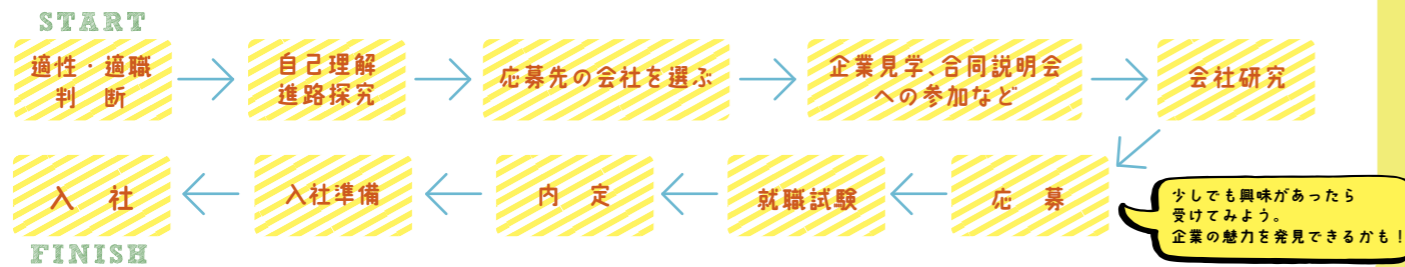 START
適性・適職
判 断
自己理解
進路探究
応募先の会社を選ぶ
企業見学、合同説明会
への参加など
会社研究
応 募
就職試験
内 定
入社準備
入 社
FINISH
少しでも興味があったら
受けてみよう。
企業の魅力を発見できるかも!